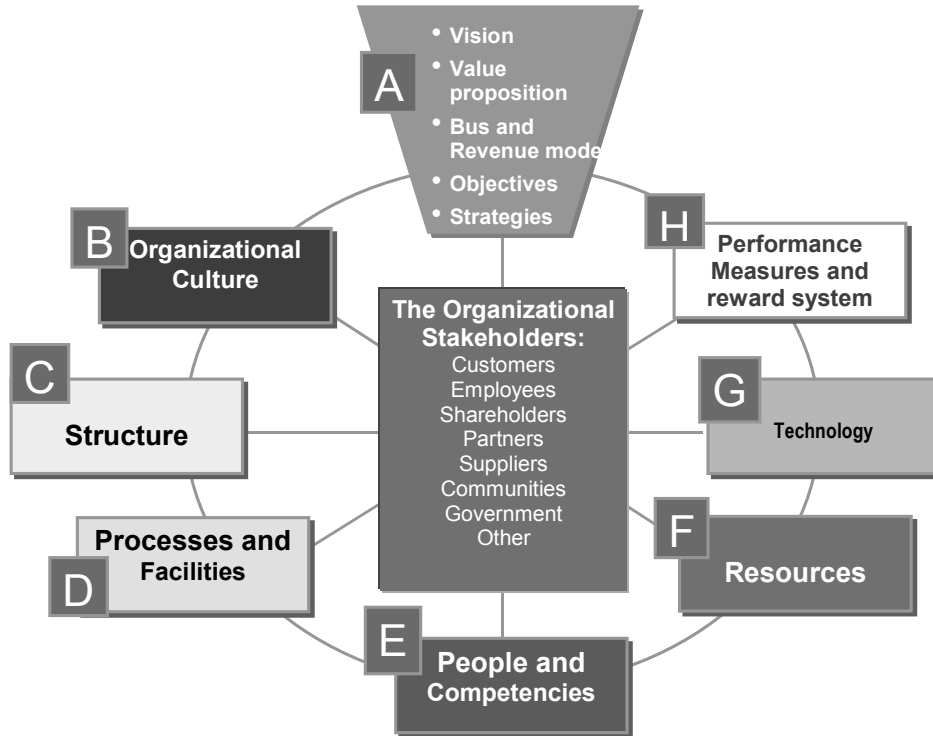 A
• Vision
• Value
proposition
• Bus and
Revenue mode
• Objectives
• Strategies
B
Organizational
Culture
H
Performance
Measures and
reward system
The Organizational
Stakeholders:
Customers
Employees
Shareholders
Partners
Suppliers
Communities
Government
Other
C
Structure
G
Technology
D
Processes and
Facilities
F
Resources
E
People and
Competencies